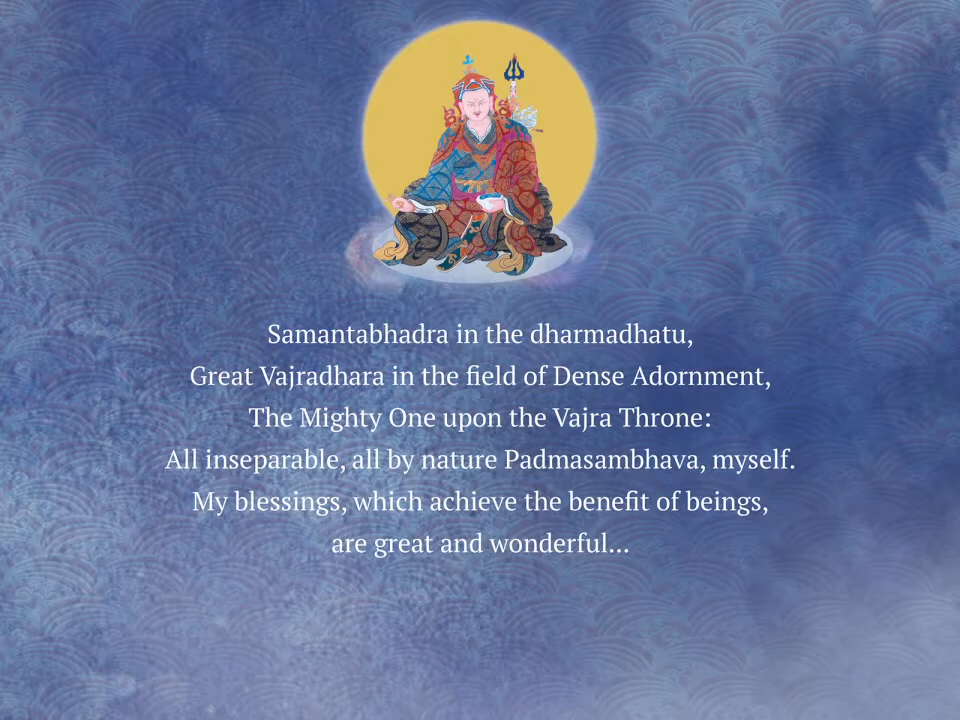 Samantabhadra in the dharmadhatu,
Great Vajradhara in the field of Dense Adornment,
The Mighty One upon the Vajra Throne:
All inseparable, all by nature Padmasambhava, myself.
My blessings, which achieve the benefit of beings,
are great and wonderful...